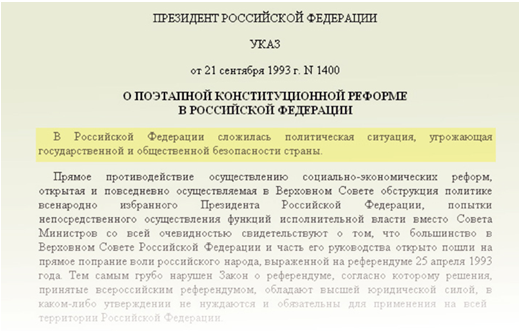 ПРЕЗИДЕНТ РОССИЙСКОЙ ФЕДЕРАЦИИ
УКАЗ
от 21 сентября 1993 г. N 1400
О ПОЭТАПНОЙ КОНСТИТУЦИОННОЙ РЕФОРМЕ
В РОССИЙСКОЙ ФЕДЕРАЦИИ
В Российской Федерации сложилась политическая ситуация, угрожающая
государственной и общественной безопасности страны.
Прямое противодействие осуществлению социально-экономических реформ,
открытая и повседневно осуществляемая в Верховном Совете обструкция политике
всенародно избранного Президента Российской Федерации, попытки
непосредственного осуществления функций исполнительной власти вместо Совета
Министров со всей очевидностью свидетельствуют о том, что большинство в
Верховном Совете Российской Федерации и часть его руководства открыто пошли на
прямое попрание воли российского народа, выраженной на референдуме 25 апреля 1993
года. Тем самым грубо нарушен Закон о референдуме, согласно которому решения,
принятые всероссийским референдумом, обладают высшей юридической силой, в
каком-либо утверждении не нуждаются и обязательны для применения на всей
территории Российской Федерации.